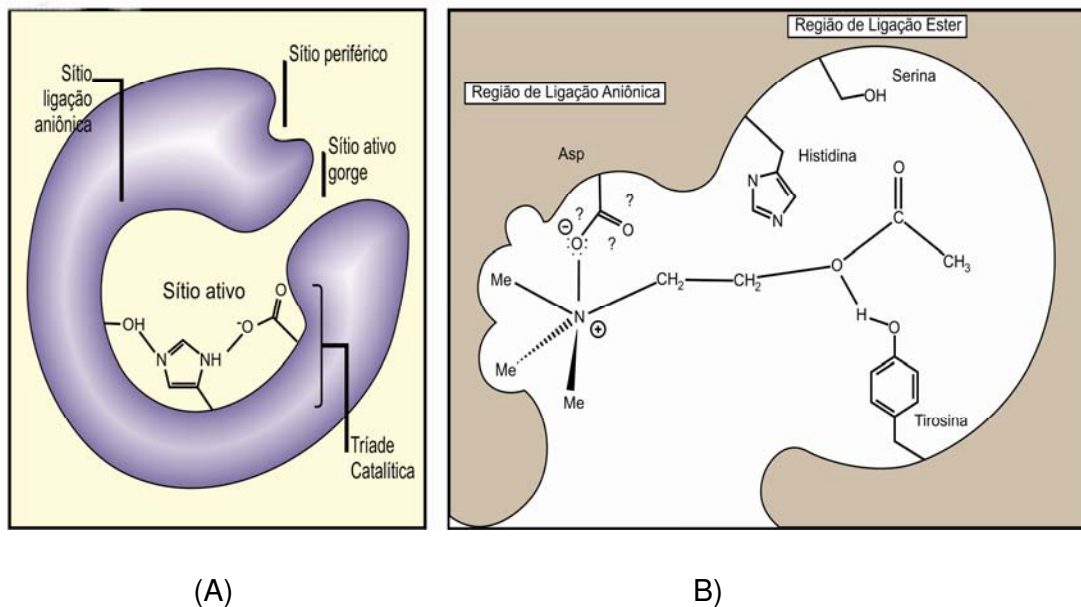 Sítio
ligação
aniônica
Sítio periférico
Sítio ativo
gorge
Sítio ativo
OH
N
NH
-O
O
Tríade
Catalítica
Região de Ligação Ester
Região de Ligação Aniônica
Serina
OH
Histidina
N
N
Asp
?
?
?
⊖
:O:
O
O
C
CH3
O
CH2
CH2
Me
N
⊕
Me
Me
H
O
Tirosina
(A)
B)